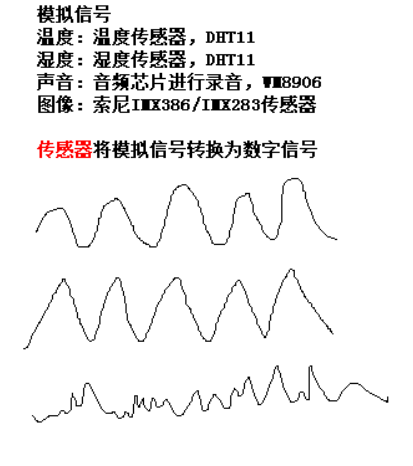 模拟信号
温度：温度传感器，DHT11
湿度：湿度传感器，DHT11
声音：音频芯片进行录音，WM8906
图像：索尼IMX386/IMX283传感器
传感器将模拟信号转换为数字信号